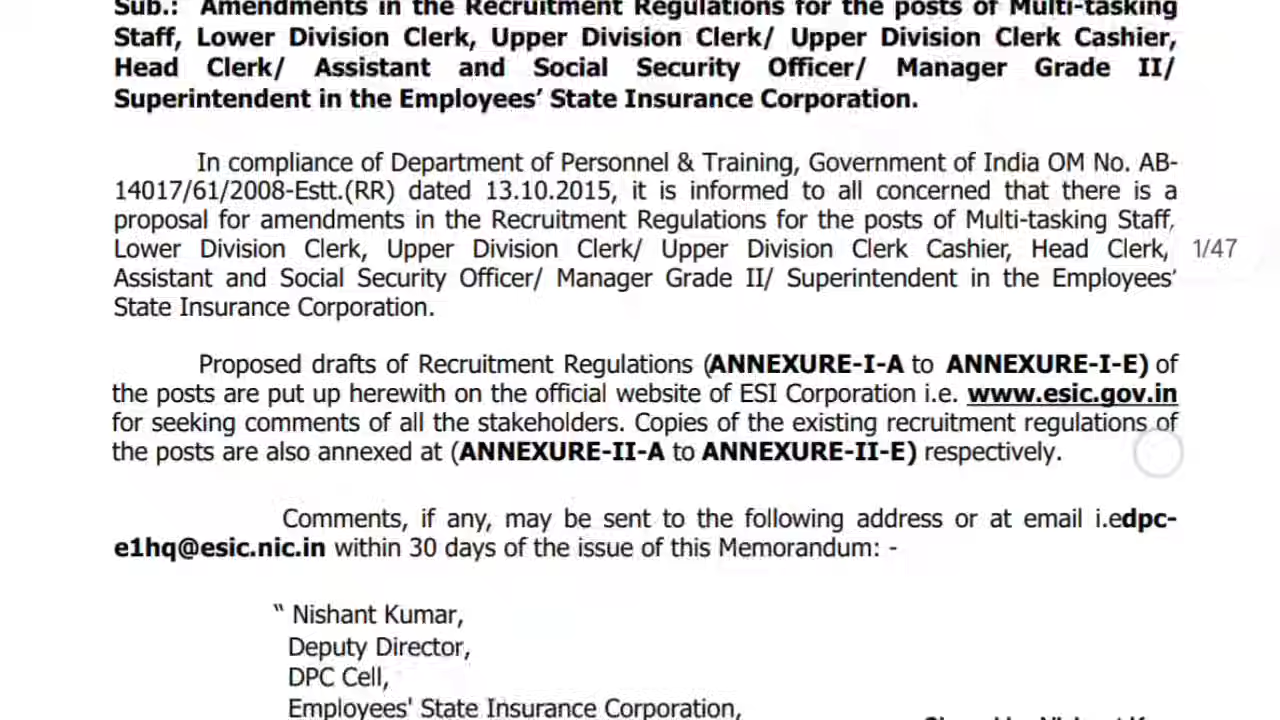 Sub.: Amendments in the Recruitment Regulations for the posts of Multi-tasking
Staff, Lower Division Clerk, Upper Division Clerk/ Upper Division Clerk Cashier,
Head Clerk/ Assistant and Social Security Officer/ Manager Grade II/
Superintendent in the Employees’ State Insurance Corporation.
In compliance of Department of Personnel & Training, Government of India OM No. AB-
14017/61/2008-Estt.(RR) dated 13.10.2015, it is informed to all concerned that there is a
proposal for amendments in the Recruitment Regulations for the posts of Multi-tasking Staff,
Lower Division Clerk, Upper Division Clerk/ Upper Division Clerk Cashier, Head Clerk,
1/47
Assistant and Social Security Officer/ Manager Grade II/ Superintendent in the Employees’
State Insurance Corporation.
Proposed drafts of Recruitment Regulations (ANNEXURE-I-A to ANNEXURE-I-E) of
the posts are put up herewith on the official website of ESI Corporation i.e. www.esic.gov.in
for seeking comments of all the stakeholders. Copies of the existing recruitment regulations of
the posts are also annexed at (ANNEXURE-II-A to ANNEXURE-II-E) respectively.
Comments, if any, may be sent to the following address or at email i.edpc-
e1hq@esic.nic.in within 30 days of the issue of this Memorandum: -
“ Nishant Kumar,
Deputy Director,
DPC Cell,
Employees' State Insurance Corporation,